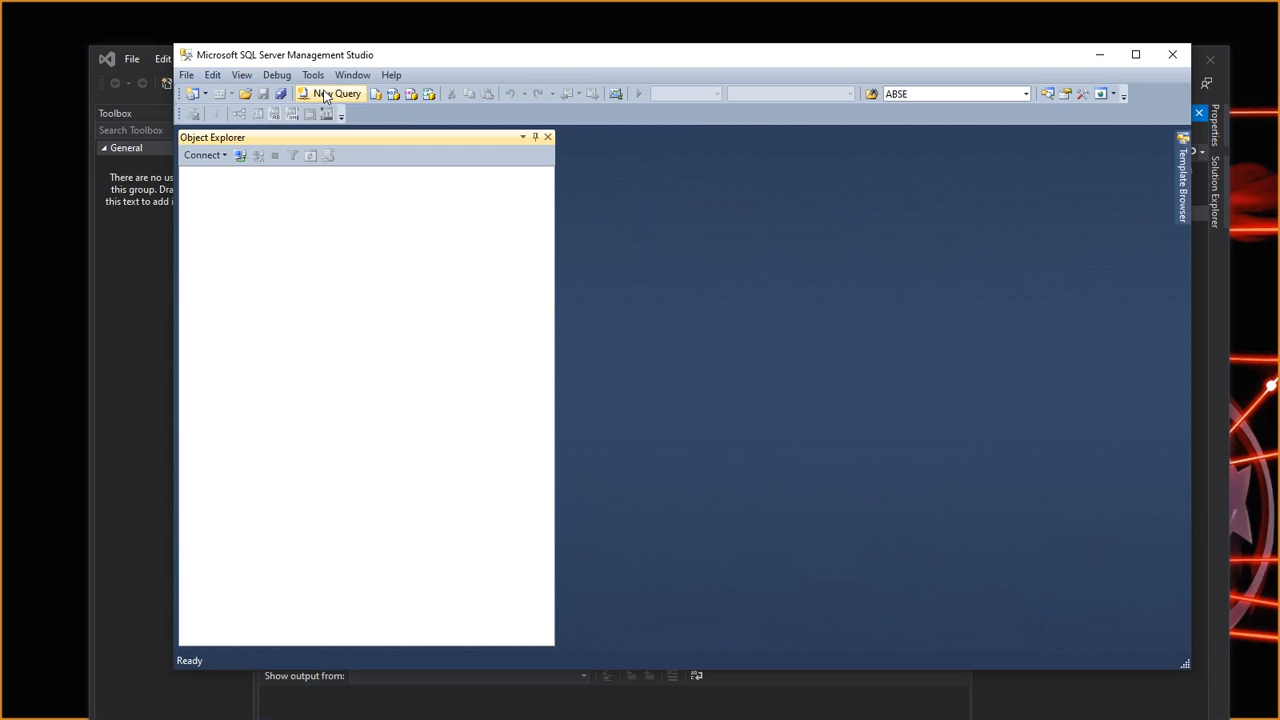 Microsoft SQL Server Management Studio
File Edit View Debug Tools Window Help
New Query
ABSE
Object Explorer
Connect
Template Browser
Ready
File Edi
Toolbox
Search Toolbox
General
There are no us
this group. Dra
this text to add i
Properties
Solution Explorer
Show output from: